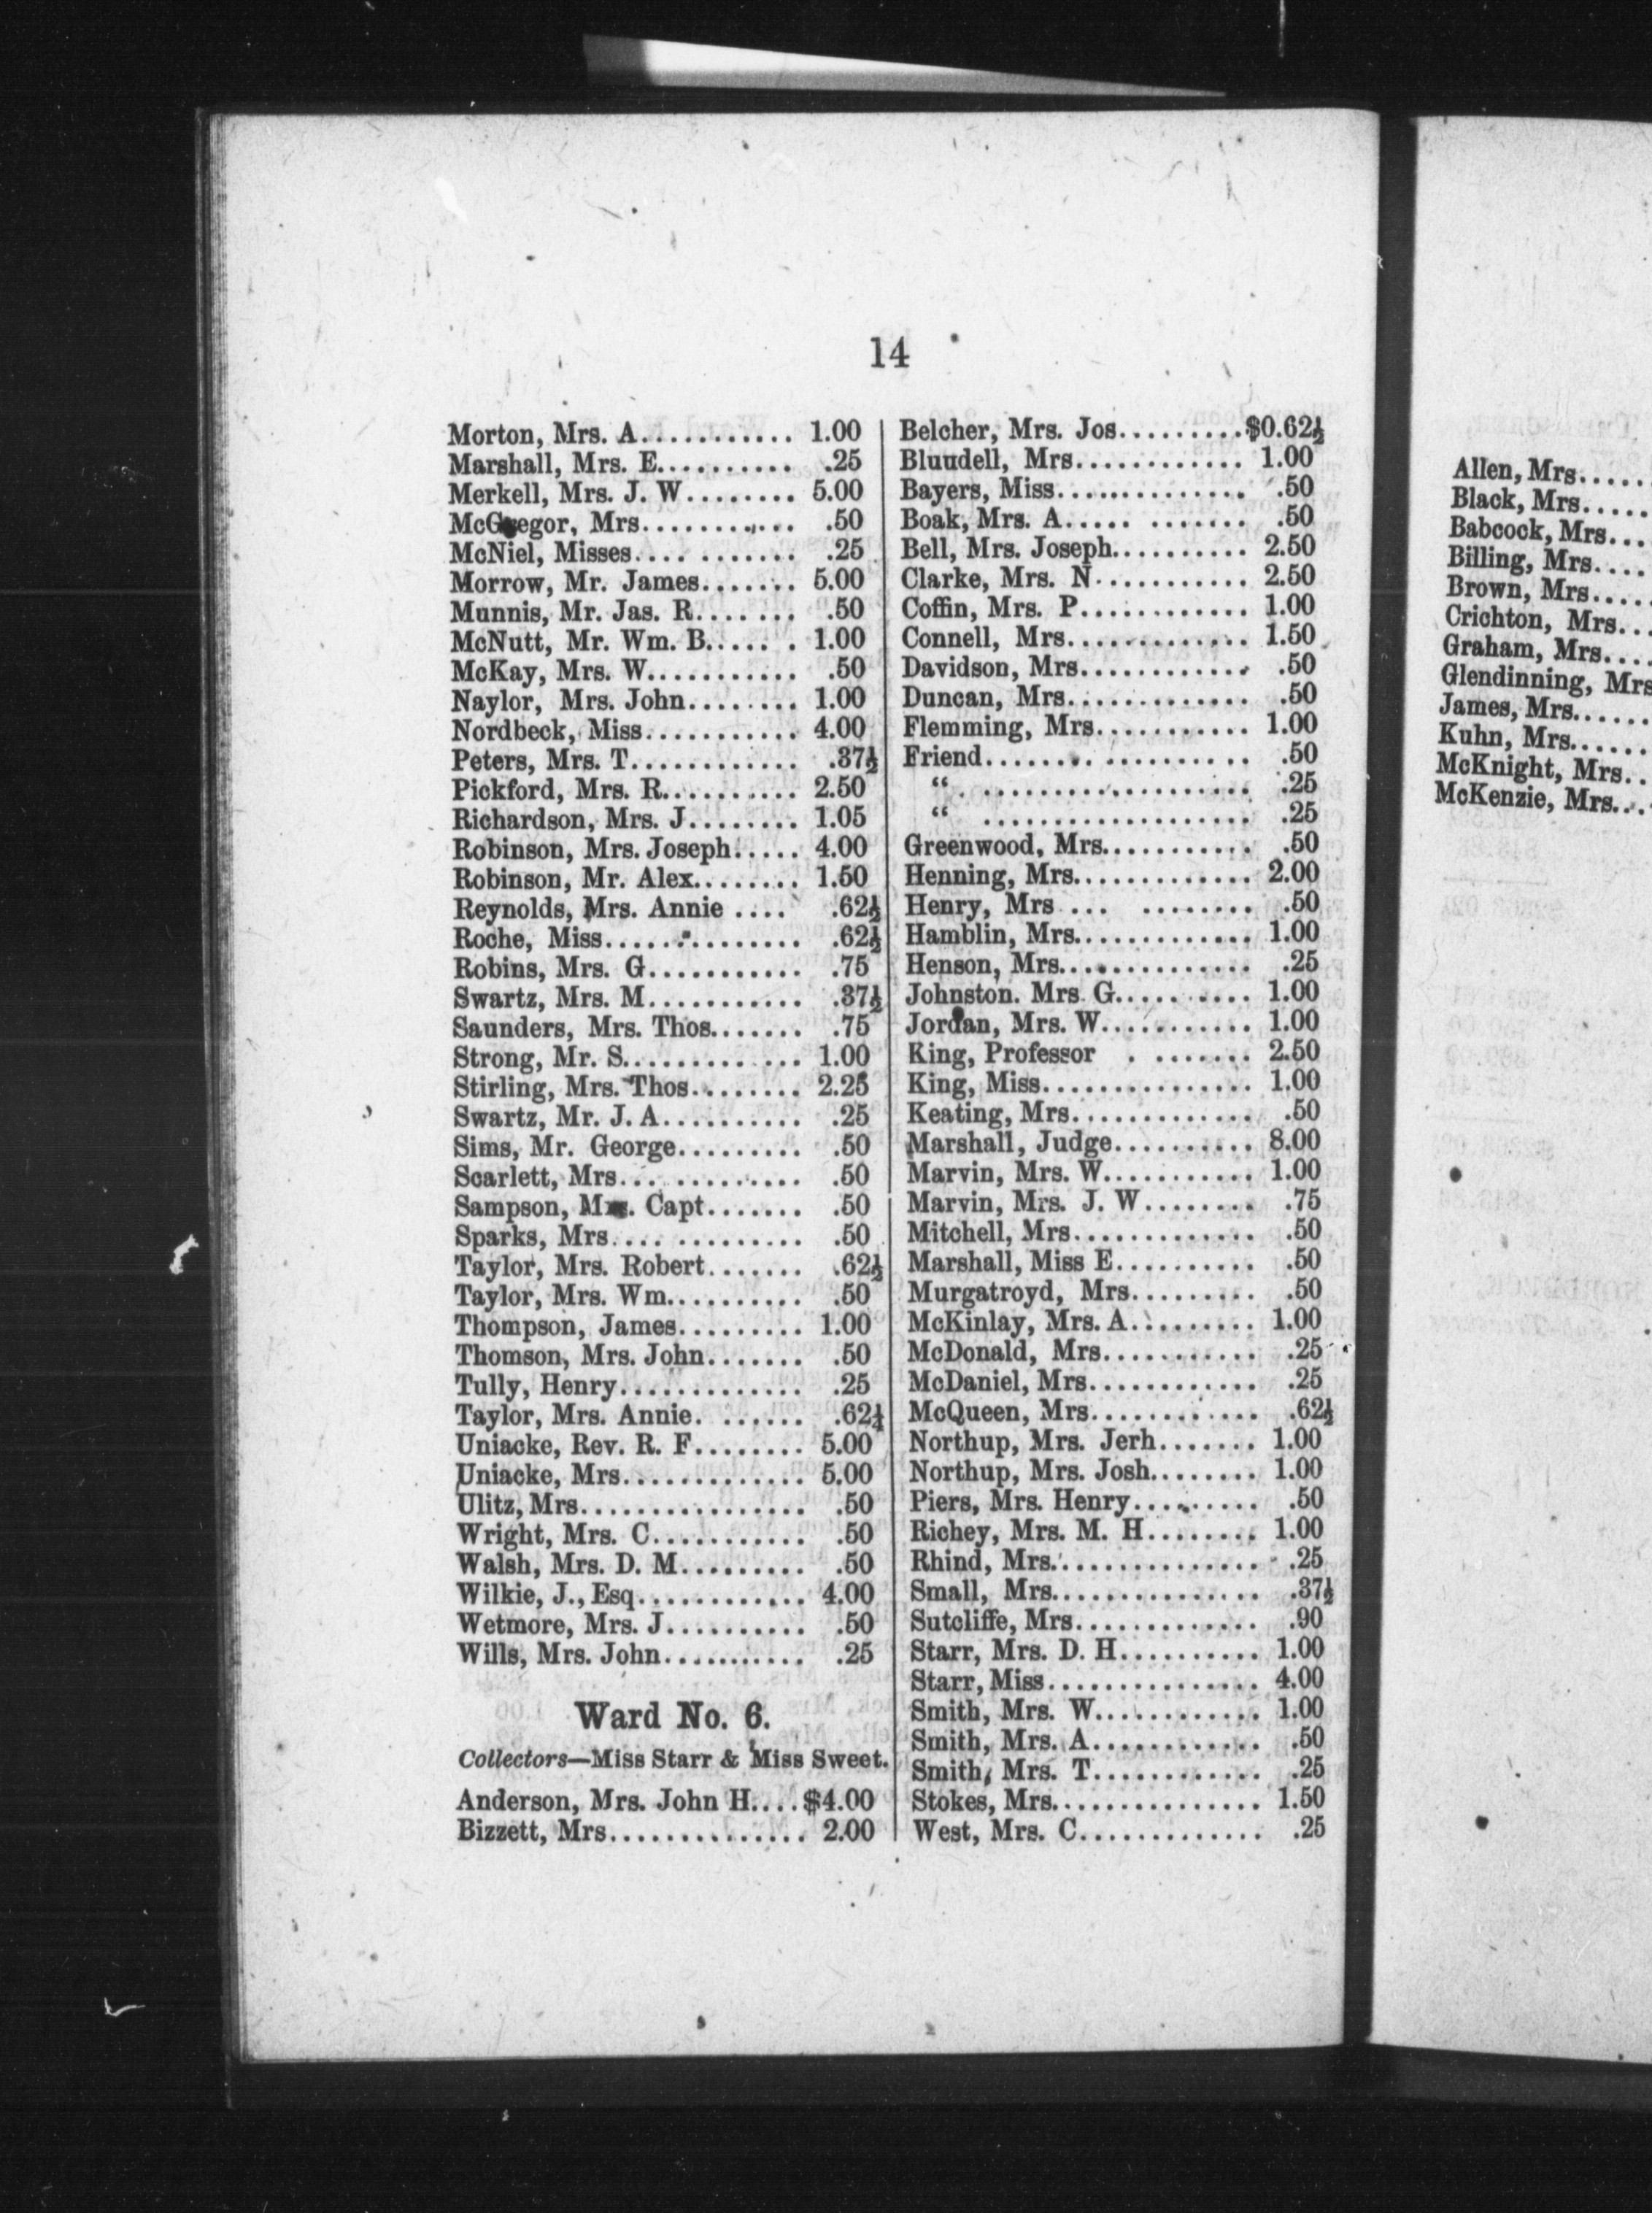 14
Morton, Mrs. A........... 1.00
Marshall, Mrs. E.......... .25
Merkell, Mrs. J. W........ 5.00
McGregor, Mrs........... .50
McNiel, Misses.... ........ .25
Morrow, Mr. James....... 5.00
Munnis, Mr. Jas. R....... .50
McNutt, Mr. Wm. B..... . 1.00
McKay, Mrs. W........... .50
Naylor, Mrs. John........ 1.00
Nordbeck, Miss........... 4.00
Peters, Mrs. T............ .37½
Pickford, Mrs. R.......... 2.50
Richardson, Mrs. J........ 1.05
Robinson, Mrs. Joseph..... 4.00
Robinson, Mr. Alex........ 1.50
Reynolds, Mrs. Annie .... .62½
Roche, Miss.............. .62½
Robins, Mrs. G........... .75
Swartz, Mrs. M........... .37½
Saunders, Mrs. Thos....... .75
Strong, Mr. S............. 1.00
Stirling, Mrs. Thos........ 2.25
Swartz, Mr. J. A.......... .25
Sims, Mr. George......... .50
Scarlett, Mrs... .......... .50
Sampson, Mrs. Capt....... .50
Sparks, Mrs.... ......... .50
Taylor, Mrs. Robert....... .62½
Taylor, Mrs. Wm.......... .50
Thompson, James......... 1.00
Thomson, Mrs. John....... .50
Tully, Henry............. .25
Taylor, Mrs. Annie. ...... .62¼
Uniacke, Rev. R. F........ 5.00
Uniacke, Mrs............. 5.00
Ulitz, Mrs................ .50
Wright, Mrs. C........... .50
Walsh, Mrs. D. M......... .50
Wilkie, J., Esq............ 4.00
Wetmore, Mrs. J.......... .50
Wills, Mrs. John.......... .25
Ward No. 6.
Collectors—Miss Starr & Miss Sweet.
Anderson, Mrs. John H.... $4.00
Bizzett, Mrs.............. 2.00
Belcher, Mrs. Jos......... $0.62½
Bluudell, Mrs............ 1.00
Bayers, Miss.............. .50
Boak, Mrs. A..... ....... .50
Bell, Mrs. Joseph.......... 2.50
Clarke, Mrs. N........... 2.50
Coffin, Mrs. P............ 1.00
Connell, Mrs............. 1.50
Davidson, Mrs............ .50
Duncan, Mrs............. .50
Flemming, Mrs........... 1.00
Friend....... .......... .50
“ . ................... .25
“ ................... .25
Greenwood, Mrs........... .50
Henning, Mrs............. 2.00
Henry, Mrs ... ........ .50
Hamblin, Mrs............. 1.00
Henson, Mrs.............. .25
Johnston. Mrs. G.......... 1.00
Jordan, Mrs. W........... 1.00
King, Professor . ....... 2.50
King, Miss............... 1.00
Keating, Mrs............. .50
Marshall, Judge.......... 8.00
Marvin, Mrs. W........... 1.00
Marvin, Mrs. J. W........ .75
Mitchell, Mrs............. .50
Marshall, Miss E.......... .50
Murgatroyd, Mrs......... .50
McKinlay, Mrs. A......... 1.00
McDonald, Mrs........... .25
McDaniel, Mrs............ .25
McQueen, Mrs............ .62½
Northup, Mrs. Jerh....... 1.00
Northup, Mrs. Josh........ 1.00
Piers, Mrs. Henry......... .50
Richey, Mrs. M. H........ 1.00
Rhind, Mrs............... .25
Small, Mrs............... .37½
Sutcliffe, Mrs............. .90
Starr, Mrs. D. H.......... 1.00
Starr, Miss............... 4.00
Smith, Mrs. W............ 1.00
Smith, Mrs. A............ .50
Smith, Mrs. T............ .25
Stokes, Mrs............... 1.50
West, Mrs. C............. .25
Allen, Mrs.....
Black, Mrs.....
Babcock, Mrs...
Billing, Mrs....
Brown, Mrs....
Crichton, Mrs...
Graham, Mrs....
Glendinning, Mrs
James, Mrs......
Kuhn, Mrs......
McKnight, Mrs..
McKenzie, Mrs...